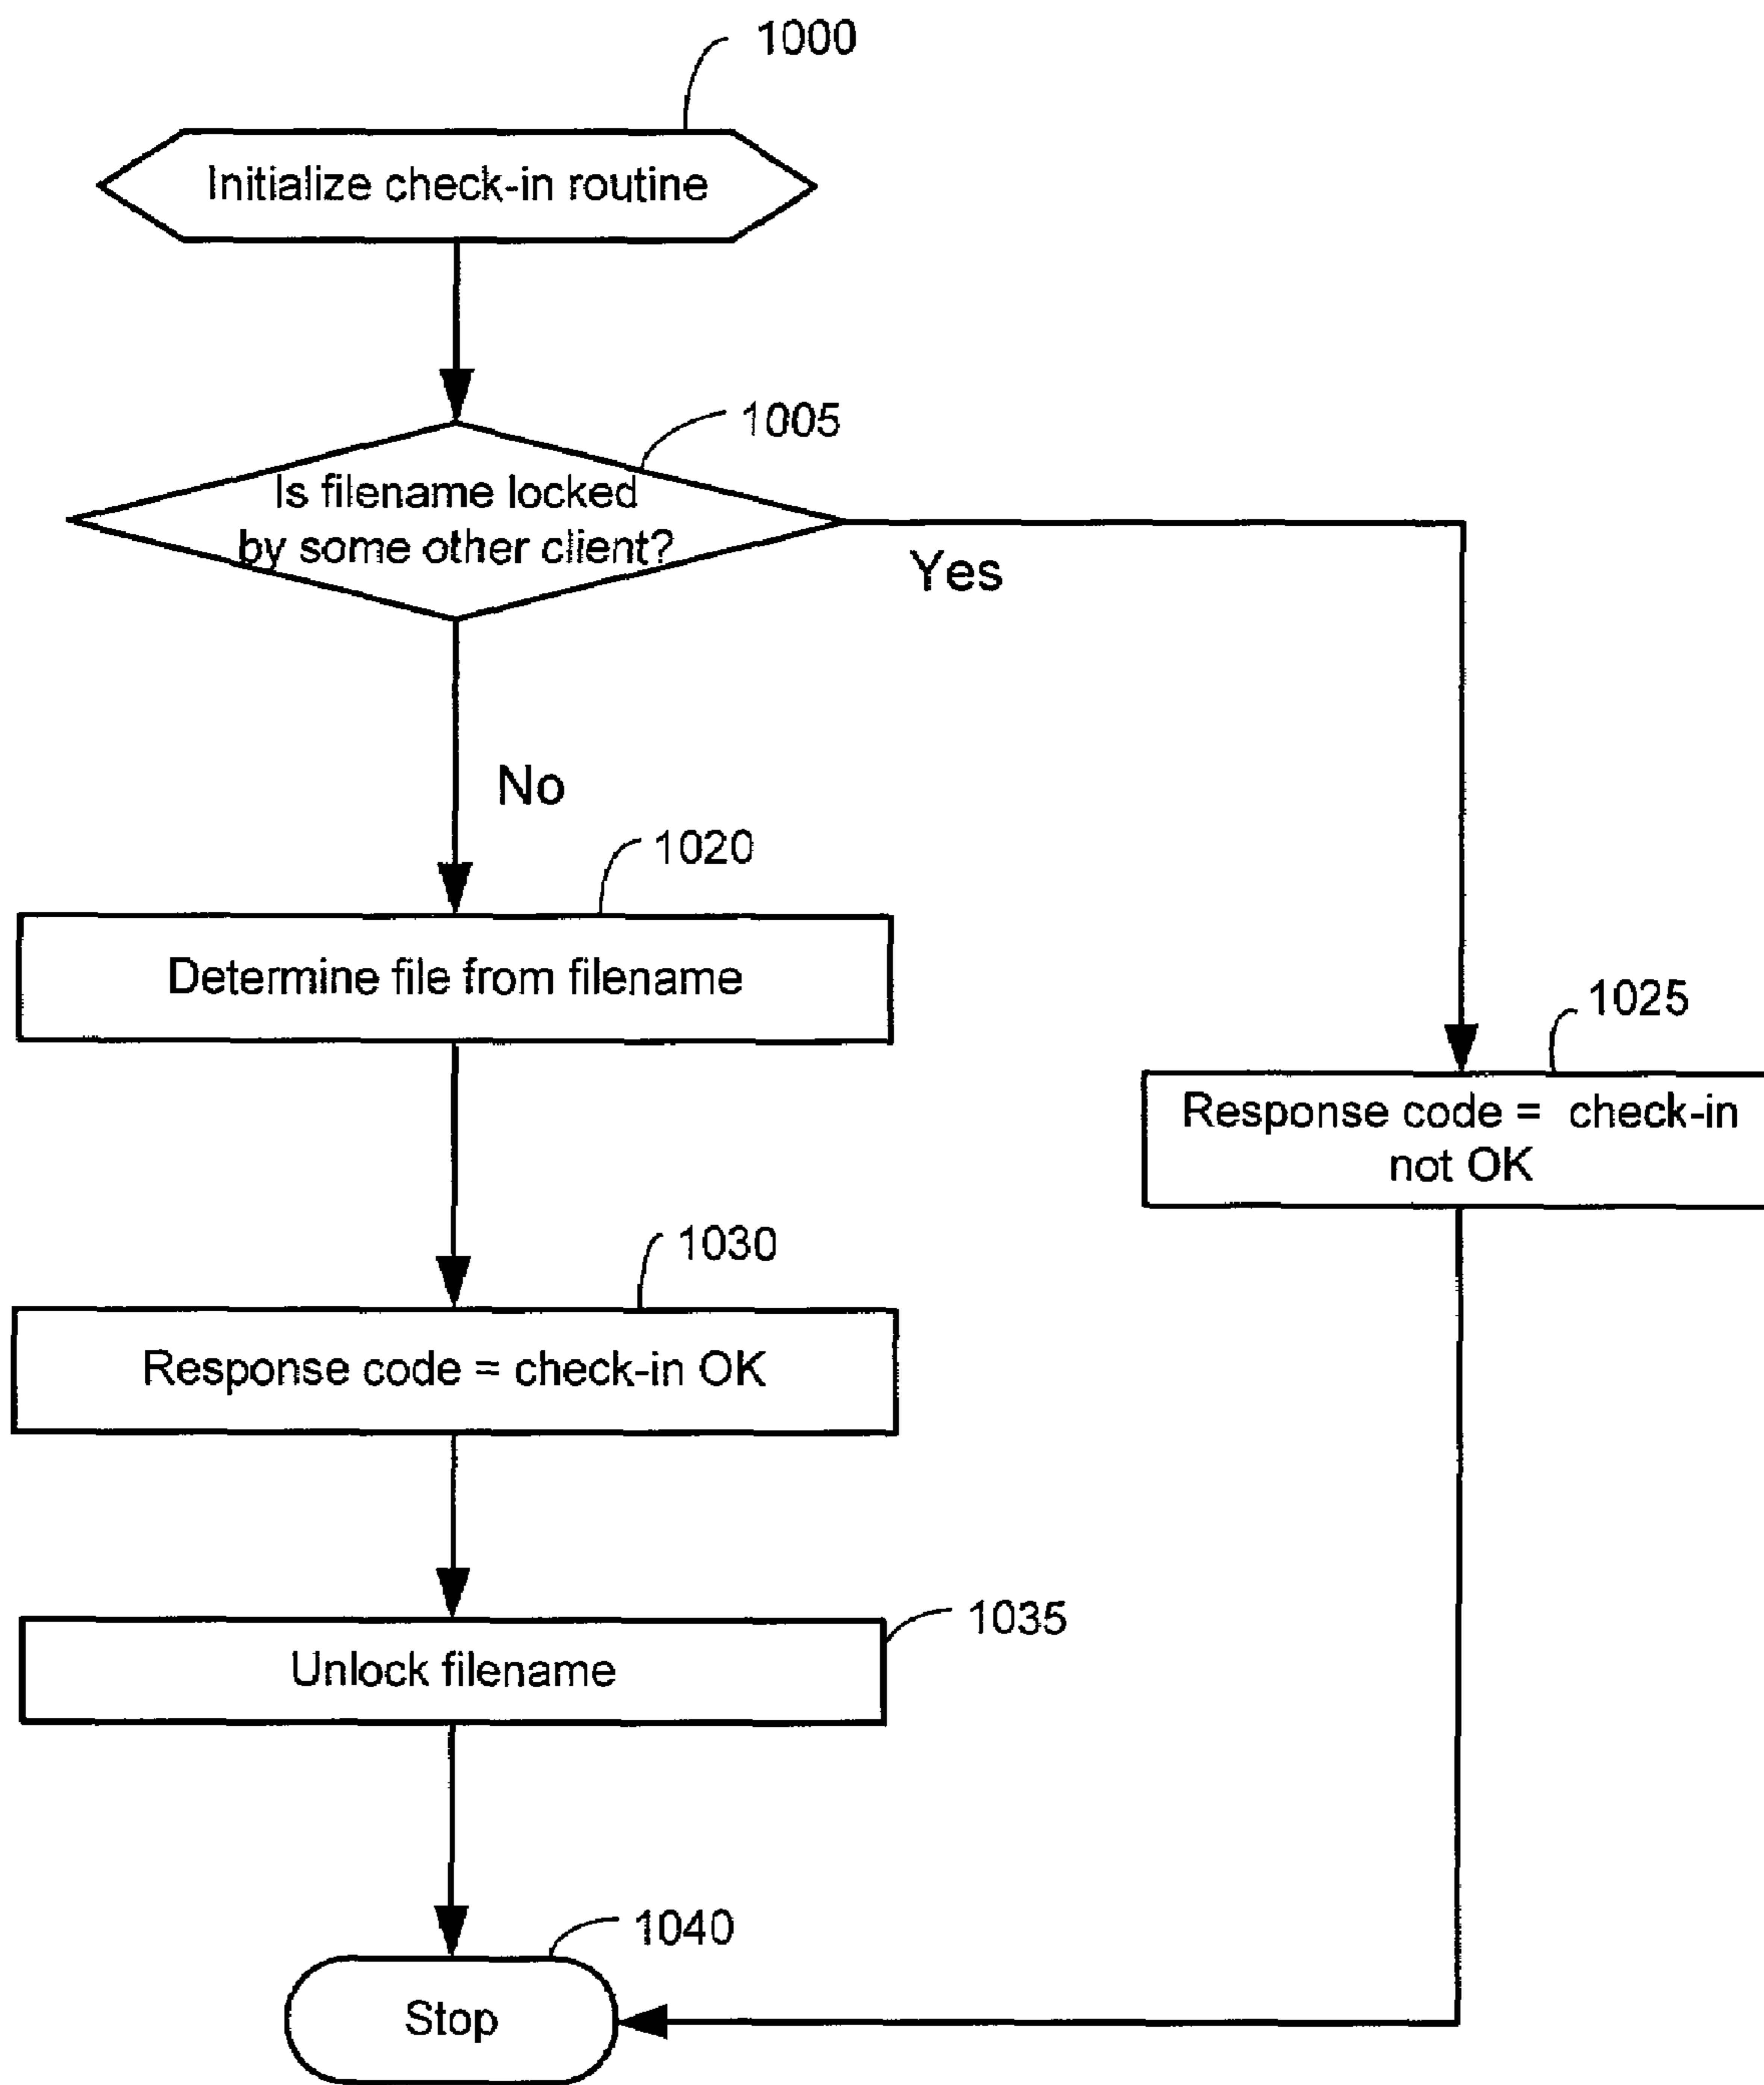 1000
Initialize check-in routine
1005
Is filename locked
by some other client?
Yes
No
1020
Determine file from filename
1025
Response code = check-in
not OK
1030
Response code = check-in OK
1035
Unlock filename
1040
Stop